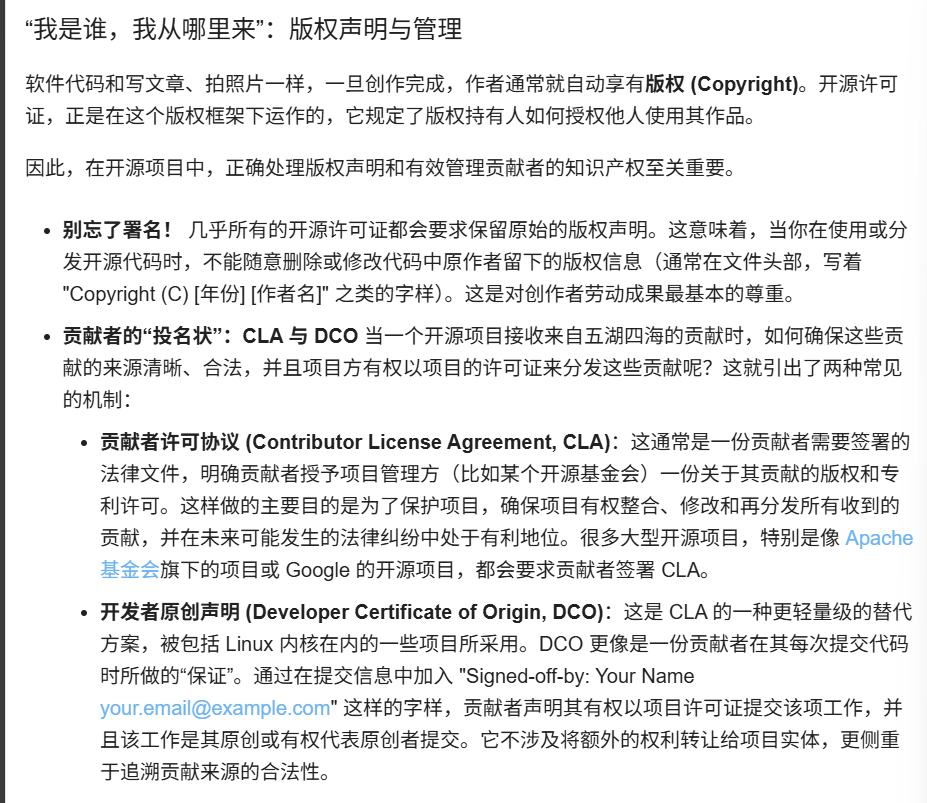 “我是谁，我从哪里来”：版权声明与管理
软件代码和写文章、拍照片一样，一旦创作完成，作者通常就自动享有版权 (Copyright)。开源许可
证，正是在这个版权框架下运作的，它规定了版权持有人如何授权他人使用其作品。
因此，在开源项目中，正确处理版权声明和有效管理贡献者的知识产权至关重要。
• 别忘了署名！ 几乎所有的开源许可证都会要求保留原始的版权声明。这意味着，当你在使用或分
发开源代码时，不能随意删除或修改代码中原作者留下的版权信息（通常在文件头部，写着
"Copyright (C) [年份] [作者名]" 之类的字样）。这是对创作者劳动成果最基本的尊重。
• 贡献者的“投名状”：CLA 与 DCO 当一个开源项目接收来自五湖四海的贡献时，如何确保这些贡
献的来源清晰、合法，并且项目方有权以项目的许可证来分发这些贡献呢？这就引出了两种常见
的机制：
• 贡献者许可协议 (Contributor License Agreement, CLA)：这通常是一份贡献者需要签署的
法律文件，明确贡献者授予项目管理方（比如某个开源基金会）一份关于其贡献的版权和专
利许可。这样做的主要目的是为了保护项目，确保项目有权整合、修改和再分发所有收到的
贡献，并在未来可能发生的法律纠纷中处于有利地位。很多大型开源项目，特别是像 Apache
基金会旗下的项目或 Google 的开源项目，都会要求贡献者签署 CLA。
• 开发者原创声明 (Developer Certificate of Origin, DCO)：这是 CLA 的一种更轻量级的替代
方案，被包括 Linux 内核在内的一些项目所采用。DCO 更像是一份贡献者在其每次提交代码
时所做的“保证”。通过在提交信息中加入 "Signed-off-by: Your Name
your.email@example.com" 这样的字样，贡献者声明其有权以项目许可证提交该项工作，并
且该工作是其原创或有权代表原创者提交。它不涉及将额外的权利转让给项目实体，更侧重
于追溯贡献来源的合法性。